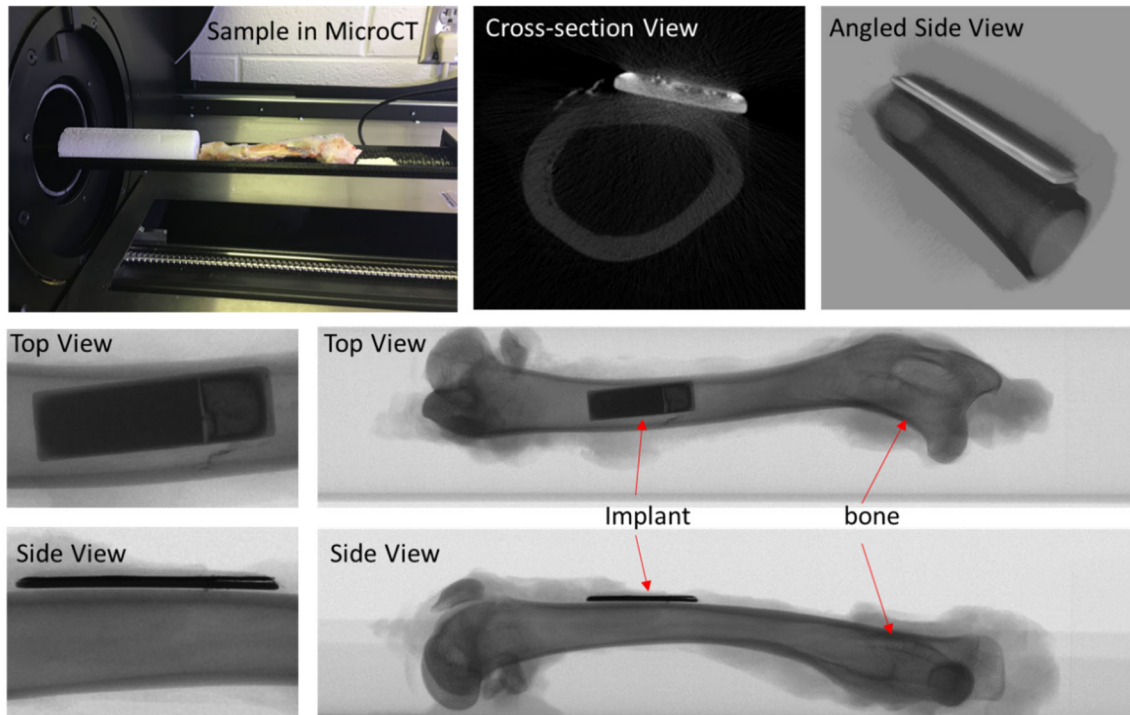 Sample in MicroCT
Cross-section View
Angled Side View
Top View
Top View
Implant
bone
Side View
Side View